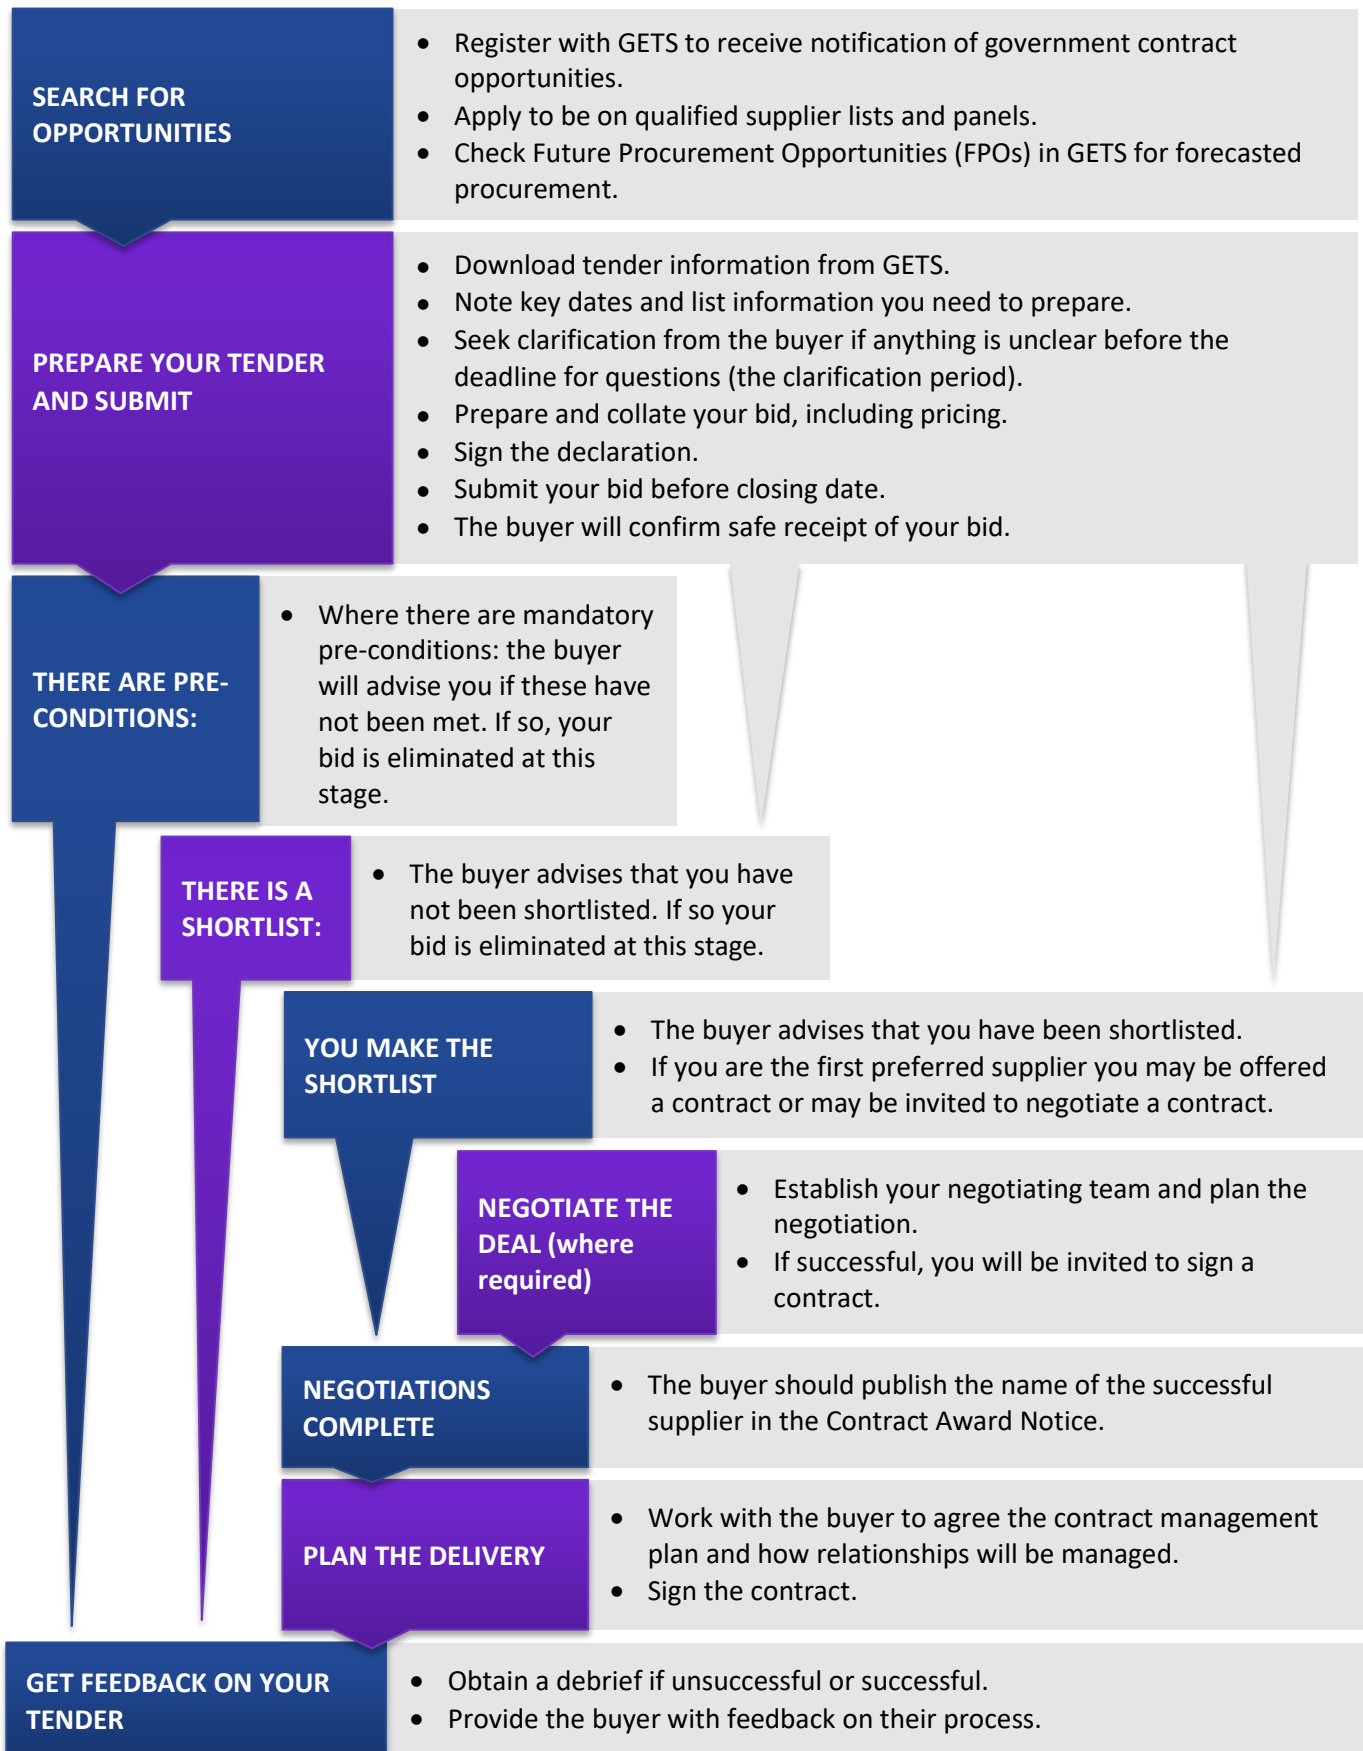 SEARCH FOR
OPPORTUNITIES
• Register with GETS to receive notification of government contract
opportunities.
• Apply to be on qualified supplier lists and panels.
• Check Future Procurement Opportunities (FPOs) in GETS for forecasted
procurement.
PREPARE YOUR TENDER
AND SUBMIT
• Download tender information from GETS.
• Note key dates and list information you need to prepare.
• Seek clarification from the buyer if anything is unclear before the
deadline for questions (the clarification period).
• Prepare and collate your bid, including pricing.
• Sign the declaration.
• Submit your bid before closing date.
• The buyer will confirm safe receipt of your bid.
THERE ARE PRE-
CONDITIONS:
• Where there are mandatory
pre-conditions: the buyer
will advise you if these have
not been met. If so, your
bid is eliminated at this
stage.
THERE IS A
SHORTLIST:
• The buyer advises that you have
not been shortlisted. If so your
bid is eliminated at this stage.
YOU MAKE THE
SHORTLIST
• The buyer advises that you have been shortlisted.
• If you are the first preferred supplier you may be offered
a contract or may be invited to negotiate a contract.
NEGOTIATE THE
DEAL (where
required)
• Establish your negotiating team and plan the
negotiation.
• If successful, you will be invited to sign a
contract.
NEGOTIATIONS
COMPLETE
• The buyer should publish the name of the successful
supplier in the Contract Award Notice.
PLAN THE DELIVERY
• Work with the buyer to agree the contract management
plan and how relationships will be managed.
• Sign the contract.
GET FEEDBACK ON YOUR
TENDER
• Obtain a debrief if unsuccessful or successful.
• Provide the buyer with feedback on their process.